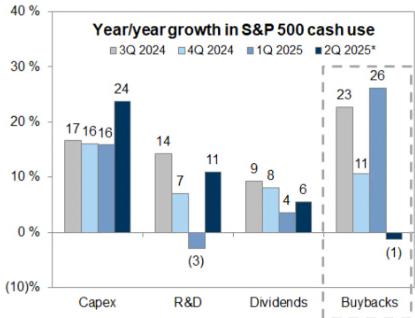 Year/year growth in S&P 500 cash use
3Q 2024 4Q 2024 1Q 2025 2Q 2025*
40 %
30 %
20 %
10 %
0 %
(10)%
17 16 16 24
14 7 (3) 11
9 8 4 6
23 11 26 (1)
Capex R&D Dividends Buybacks